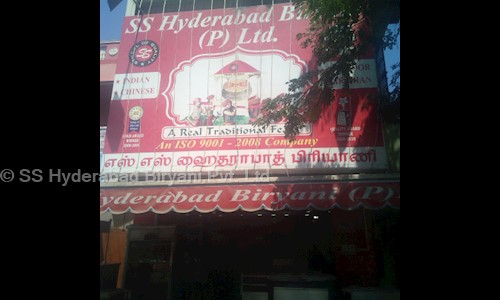 SS Hyderabad Bi
(P) Ltd.
INDIAN
CHINESE
A Real Traditional Feast
An ISO 9001 - 2008 Company
எஸ் எஸ் ஹைதராபாத் பிரியாணி
© SS Hyderabad Biryani Pvt. Ltd.
yderabad Biryani (P)